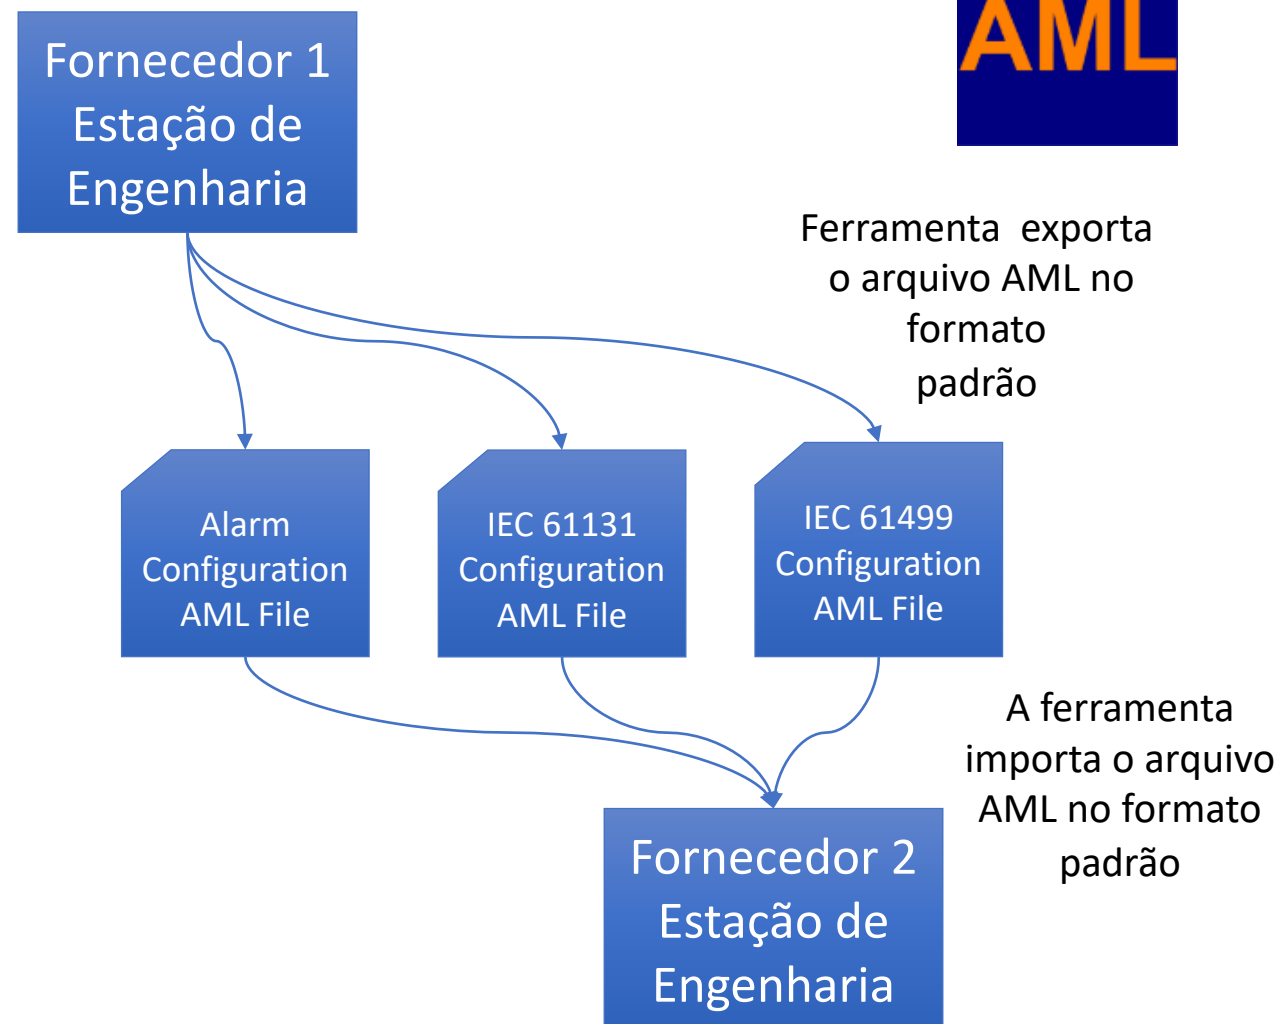 Fornecedor 1
Estação de
Engenharia
AML
Ferramenta exporta
o arquivo AML no
formato
padrão
Alarm
Configuration
AML File
IEC 61131
Configuration
AML File
IEC 61499
Configuration
AML File
A ferramenta
importa o arquivo
AML no formato
padrão
Fornecedor 2
Estação de
Engenharia